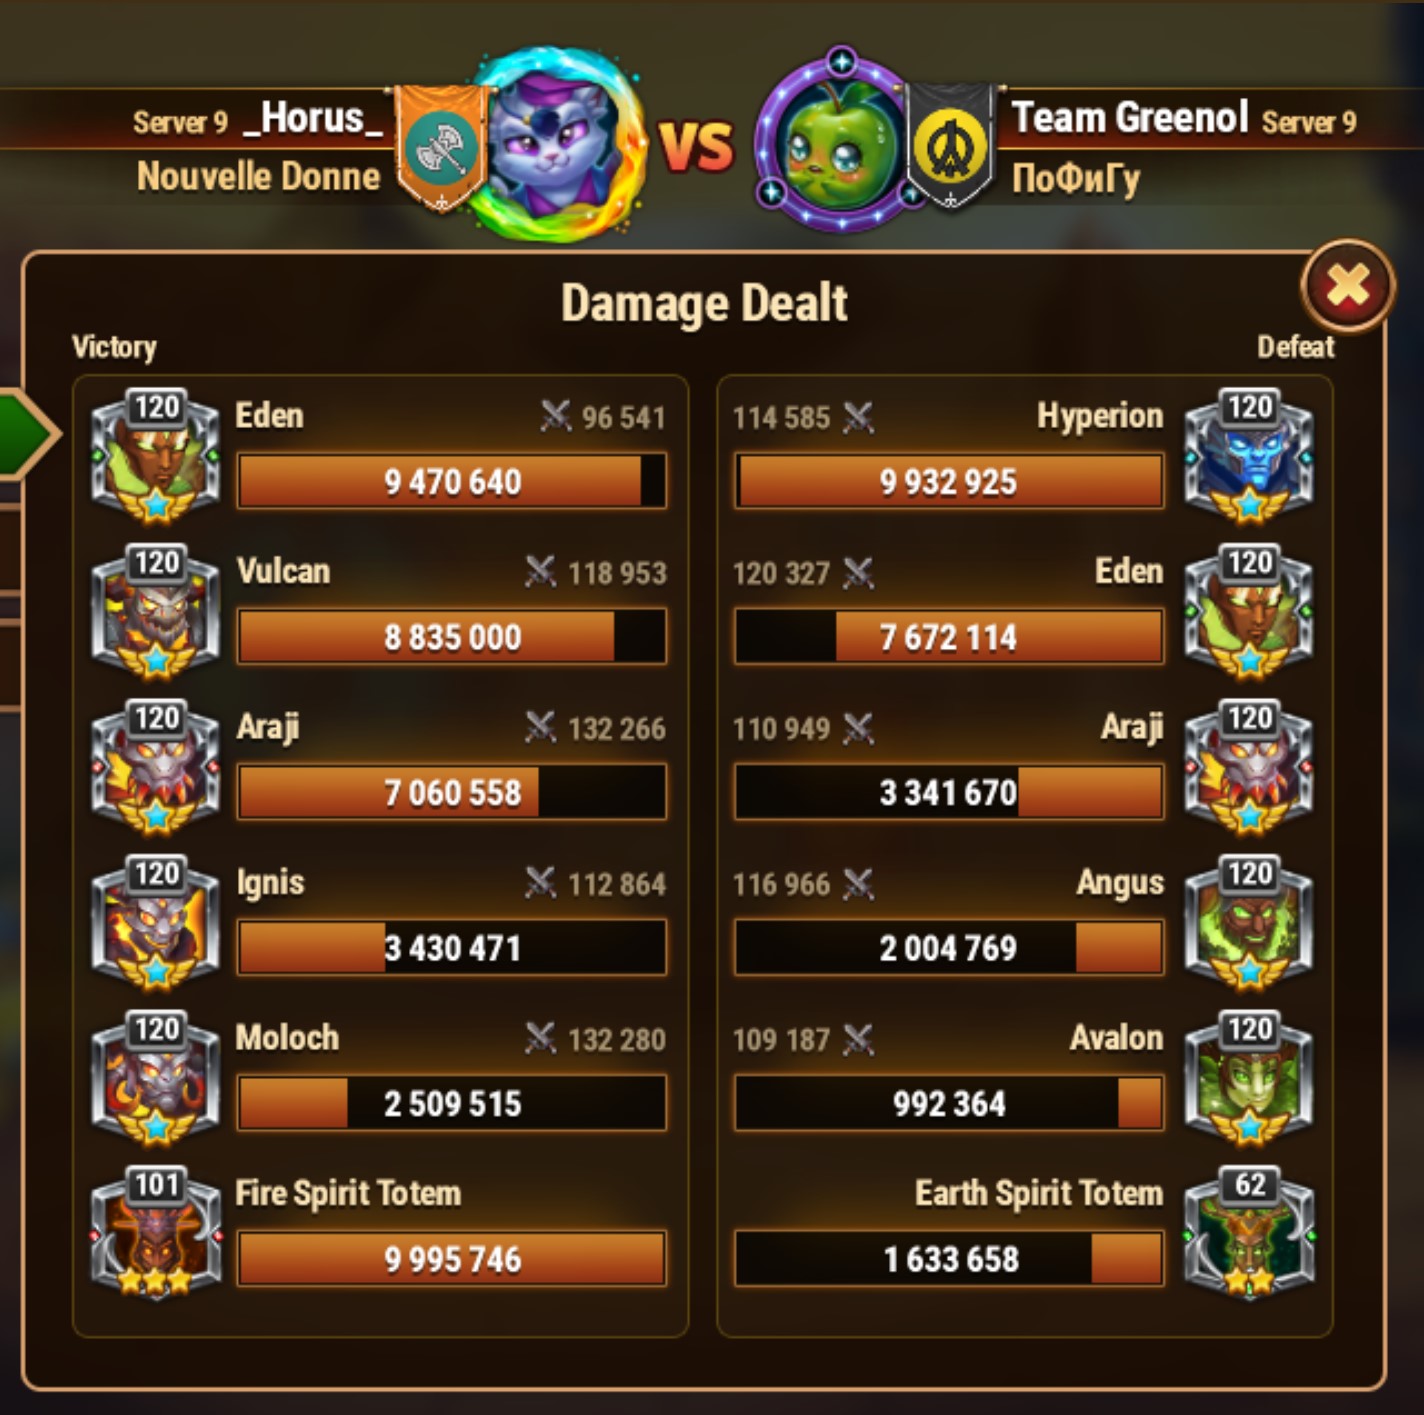 Server 9 _Horus_
Nouvelle Donne
VS
Team Greenol Server 9
ПоФиГу
Damage Dealt
Victory
Defeat
120
Eden
96 541
9 470 640
120
Vulcan
118 953
8 835 000
120
Araji
132 266
7 060 558
120
Ignis
112 864
3 430 471
120
Moloch
132 280
2 509 515
101
Fire Spirit Totem
9 995 746
114 585
Hyperion
120
9 932 925
120 327
Eden
120
7 672 114
110 949
Araji
120
3 341 670
116 966
Angus
120
2 004 769
109 187
Avalon
120
992 364
Earth Spirit Totem
62
1 633 658